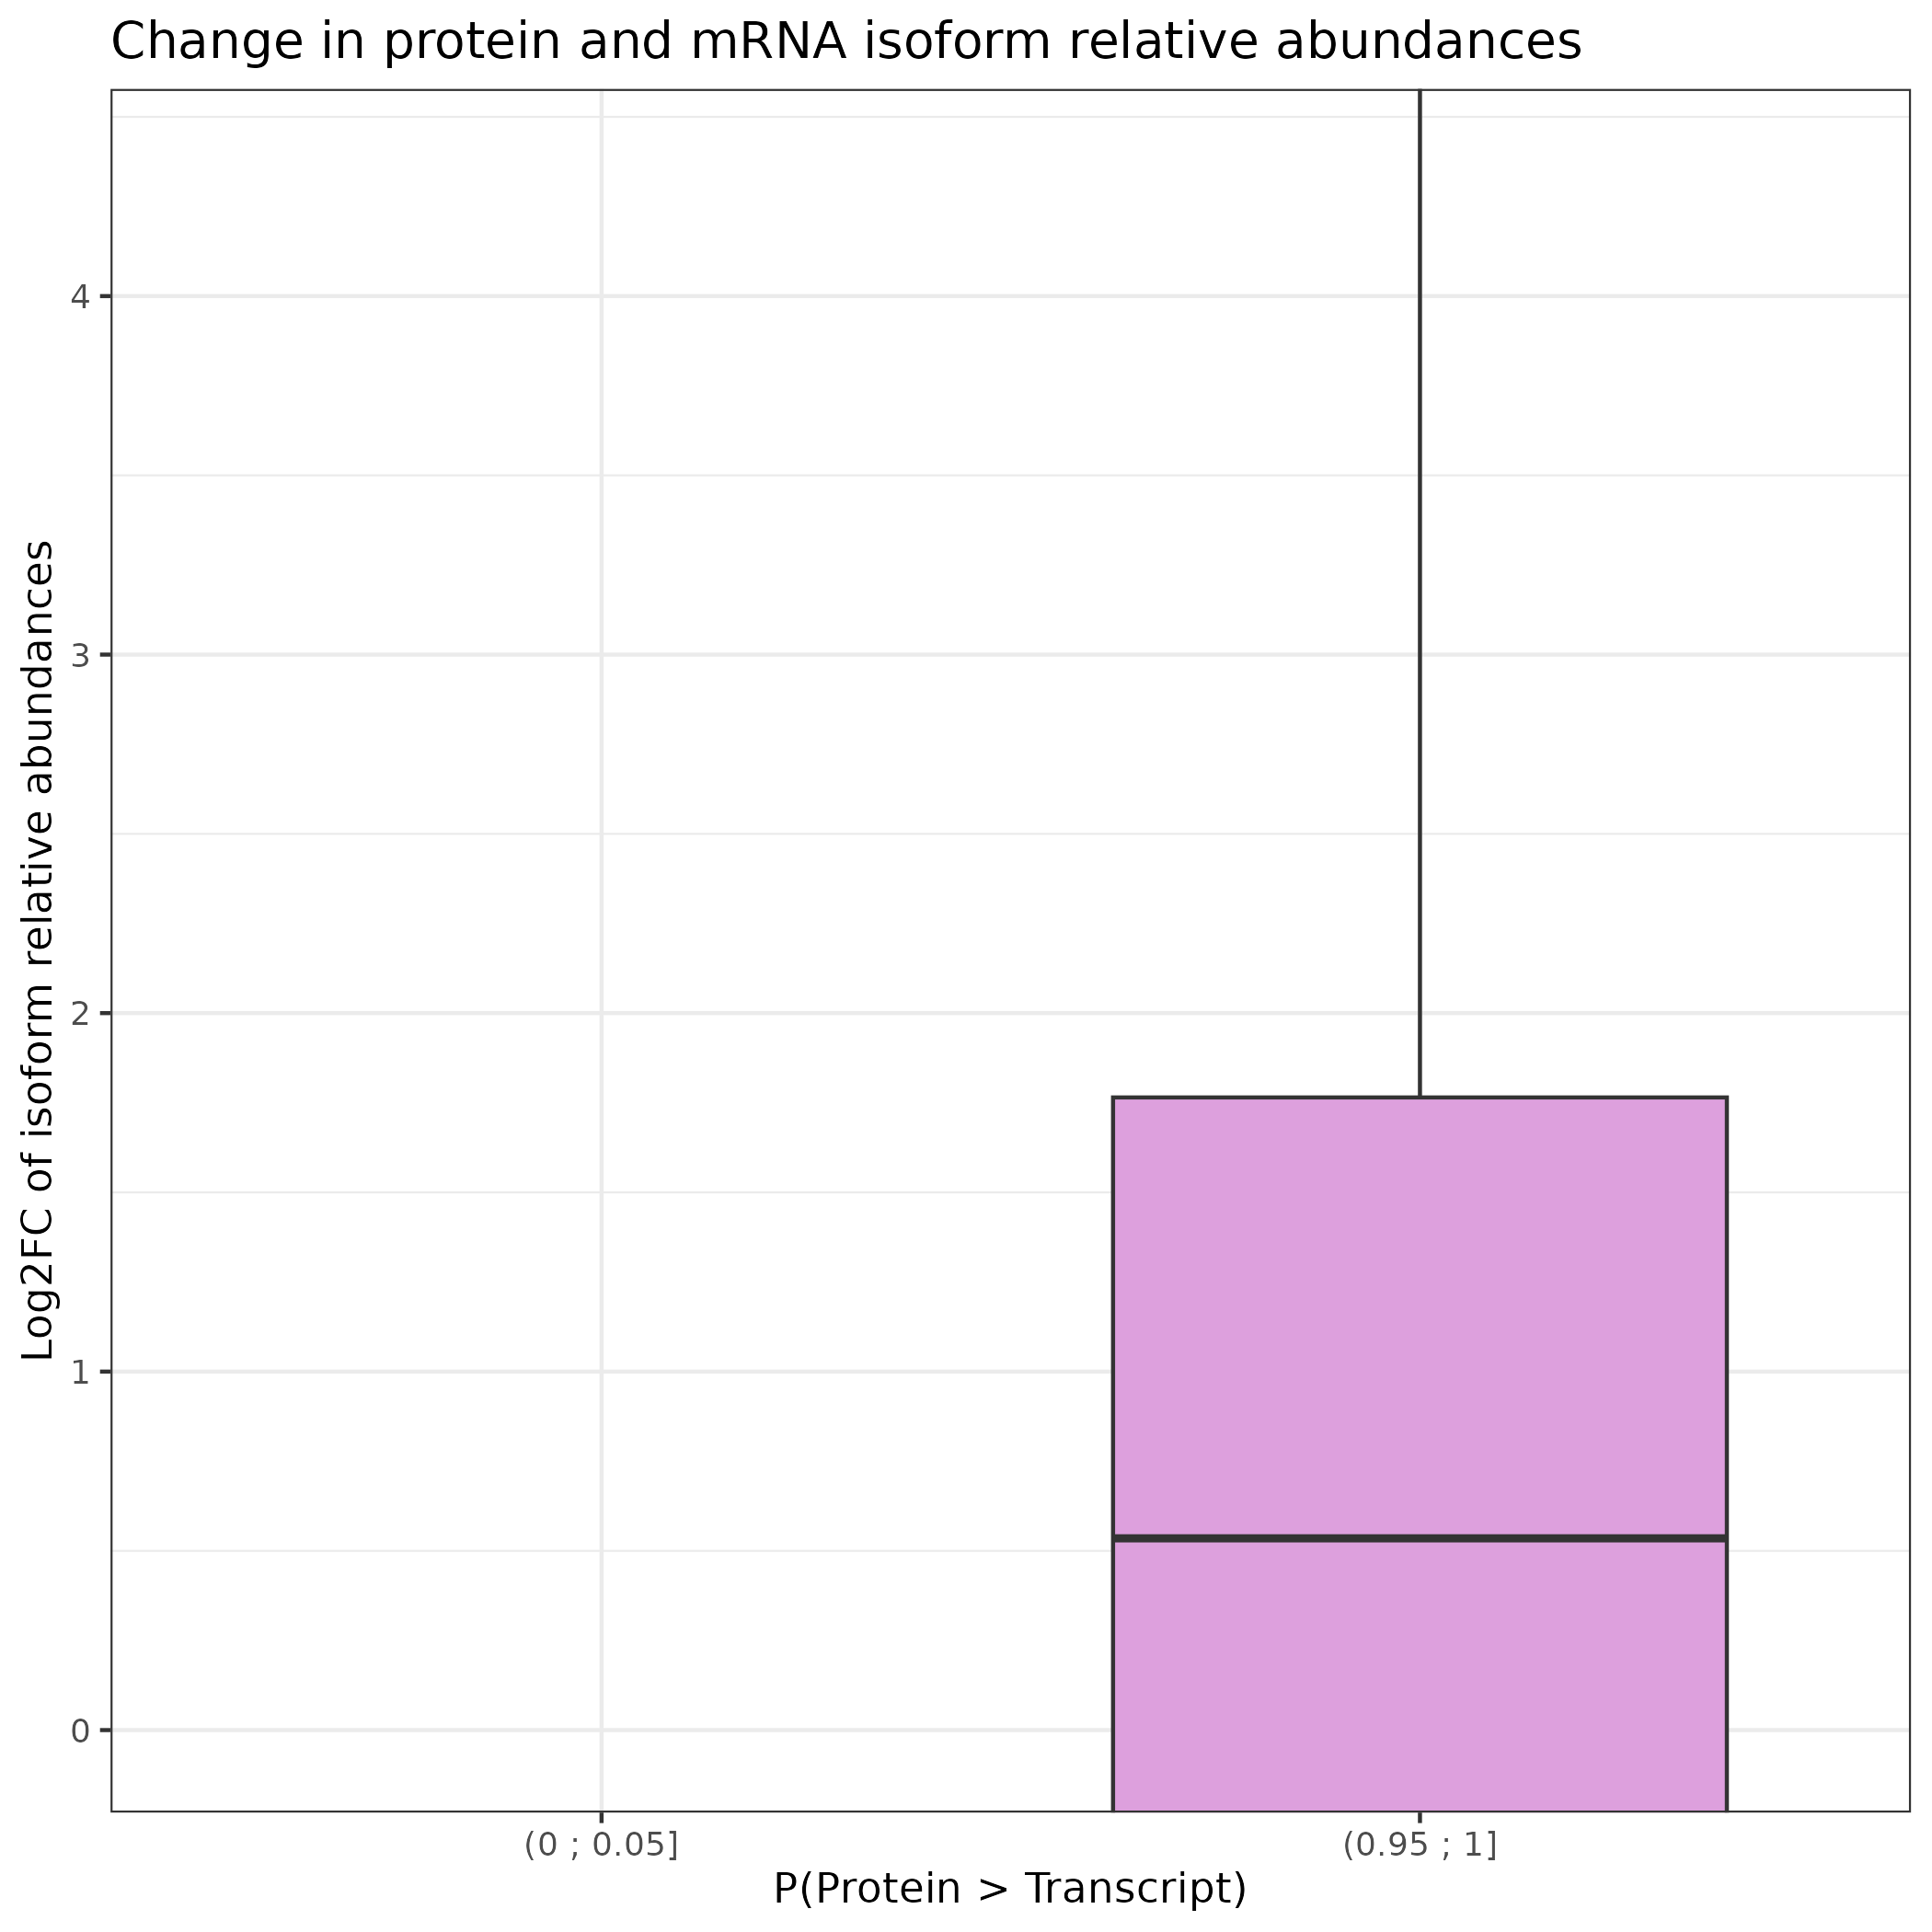 Change in protein and mRNA isoform relative abundances
Log2FC of isoform relative abundances
4
3
2
1
0
(0 ; 0.05]
(0.95 ; 1]
P(Protein > Transcript)